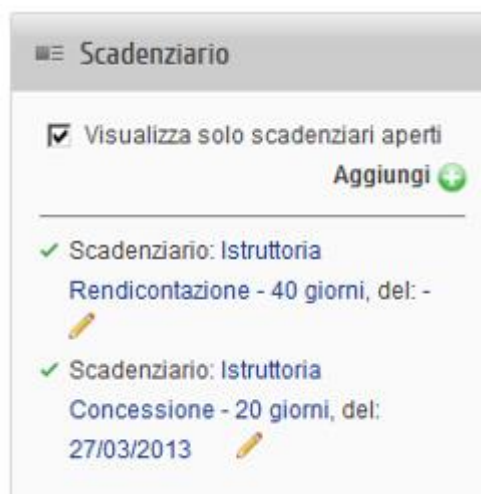 Scadenziario
Visualizza solo scadenziari aperti
Aggiungi
Scadenziario: Istruttoria
Rendicontazione - 40 giorni, del: -
Scadenziario: Istruttoria
Concessione - 20 giorni, del:
27/03/2013